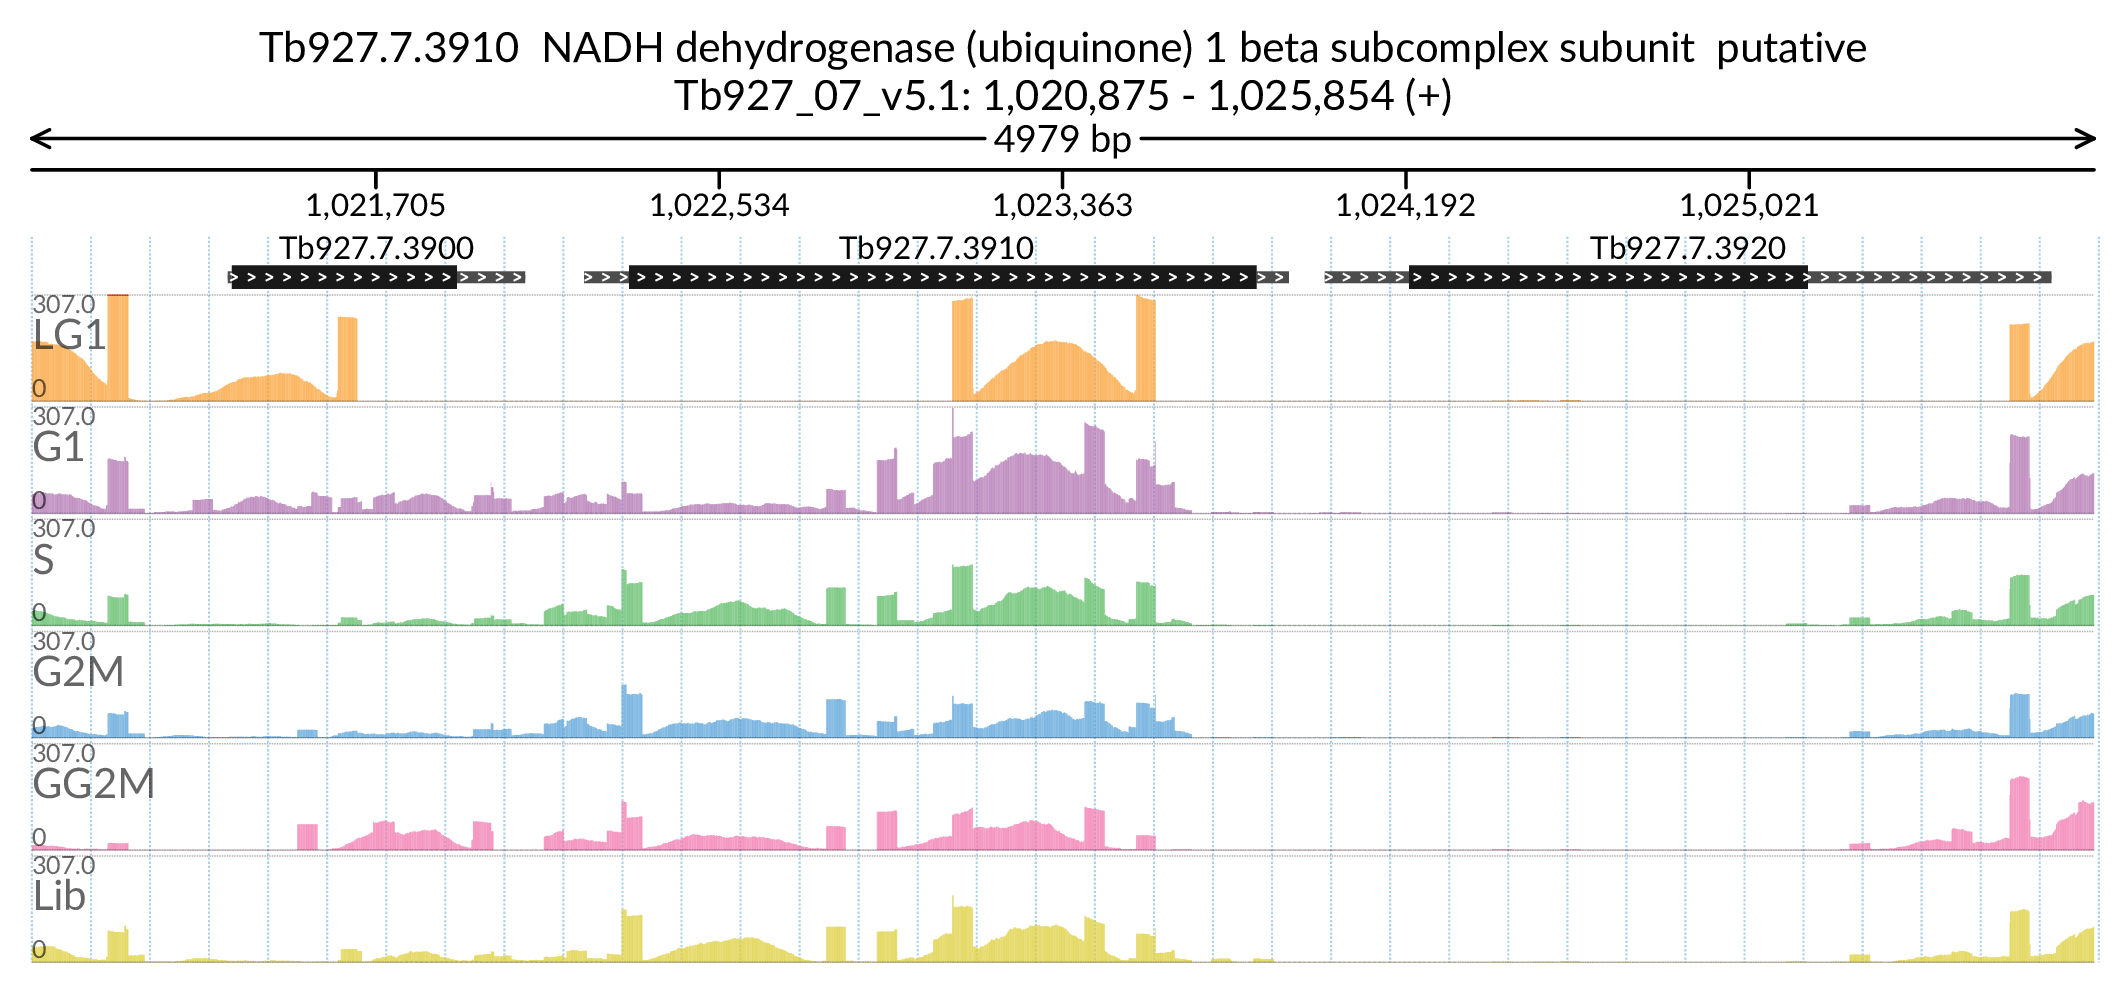 Tb927.7.3910  NADH dehydrogenase (ubiquinone) 1 beta subcomplex subunit  putative
Tb927_07_v5.1: 1,020,875 - 1,025,854 (+)
4979 bp
1,021,705 1,022,534 1,023,363 1,024,192 1,025,021
Tb927.7.3900 Tb927.7.3910 Tb927.7.3920
307.0
LG1
0
307.0
G1
0
307.0
S
0
307.0
G2M
0
307.0
GG2M
0
307.0
Lib
0